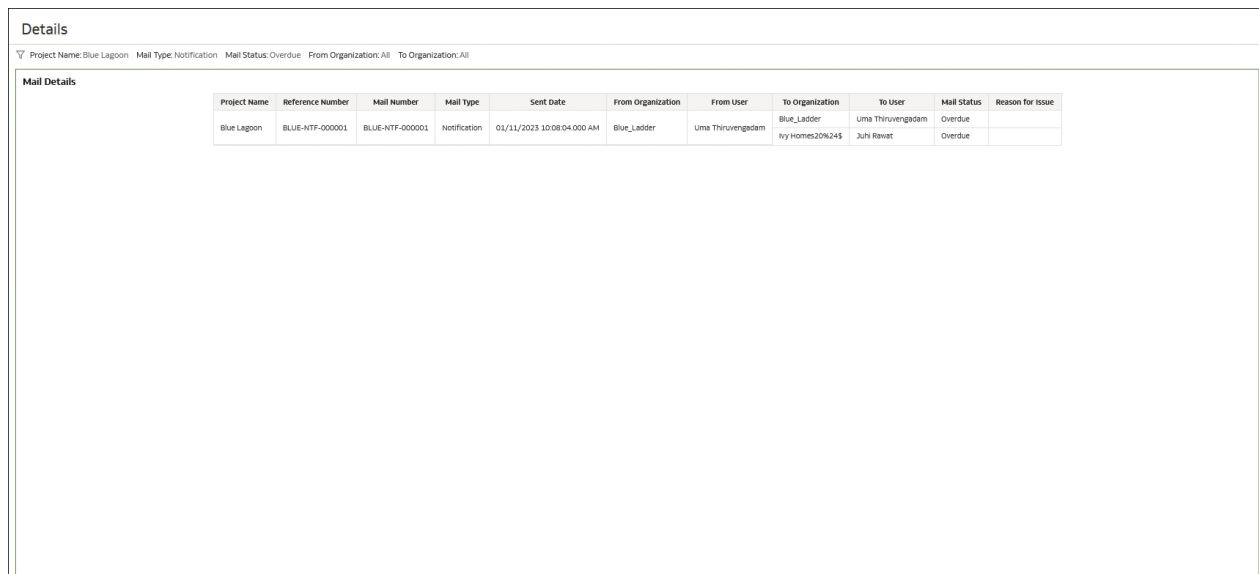 Details
Project Name: Blue Lagoon Mail Type: Notification Mail Status: Overdue From Organization: All To Organization: All
Mail Details
Project Name Reference Number Mail Number Mail Type Sent Date From Organization From User To Organization To User Mail Status Reason for Issue
Blue Lagoon BLUE-NTF-000001 BLUE-NTF-000001 Notification 01/11/2023 10:08:04.000 AM Blue_Ladder Uma Thiruvengadam Blue_Ladder Uma Thiruvengadam Overdue
Ivy Homes20%24$ Juhi Rawat Overdue